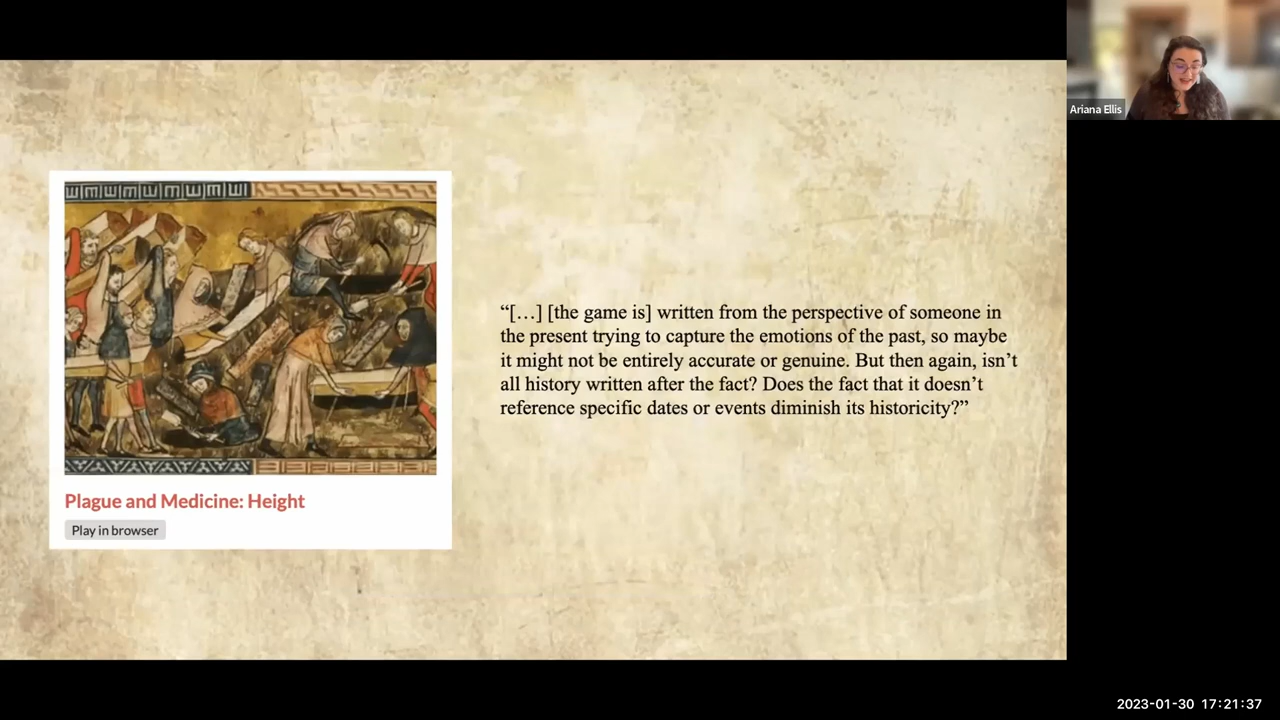 Ariana Ellis
“[…] [the game is] written from the perspective of someone in
the present trying to capture the emotions of the past, so maybe
it might not be entirely accurate or genuine. But then again, isn’t
all history written after the fact? Does the fact that it doesn’t
reference specific dates or events diminish its historicity?”
Plague and Medicine: Height
Play in browser
2023-01-30 17:21:37